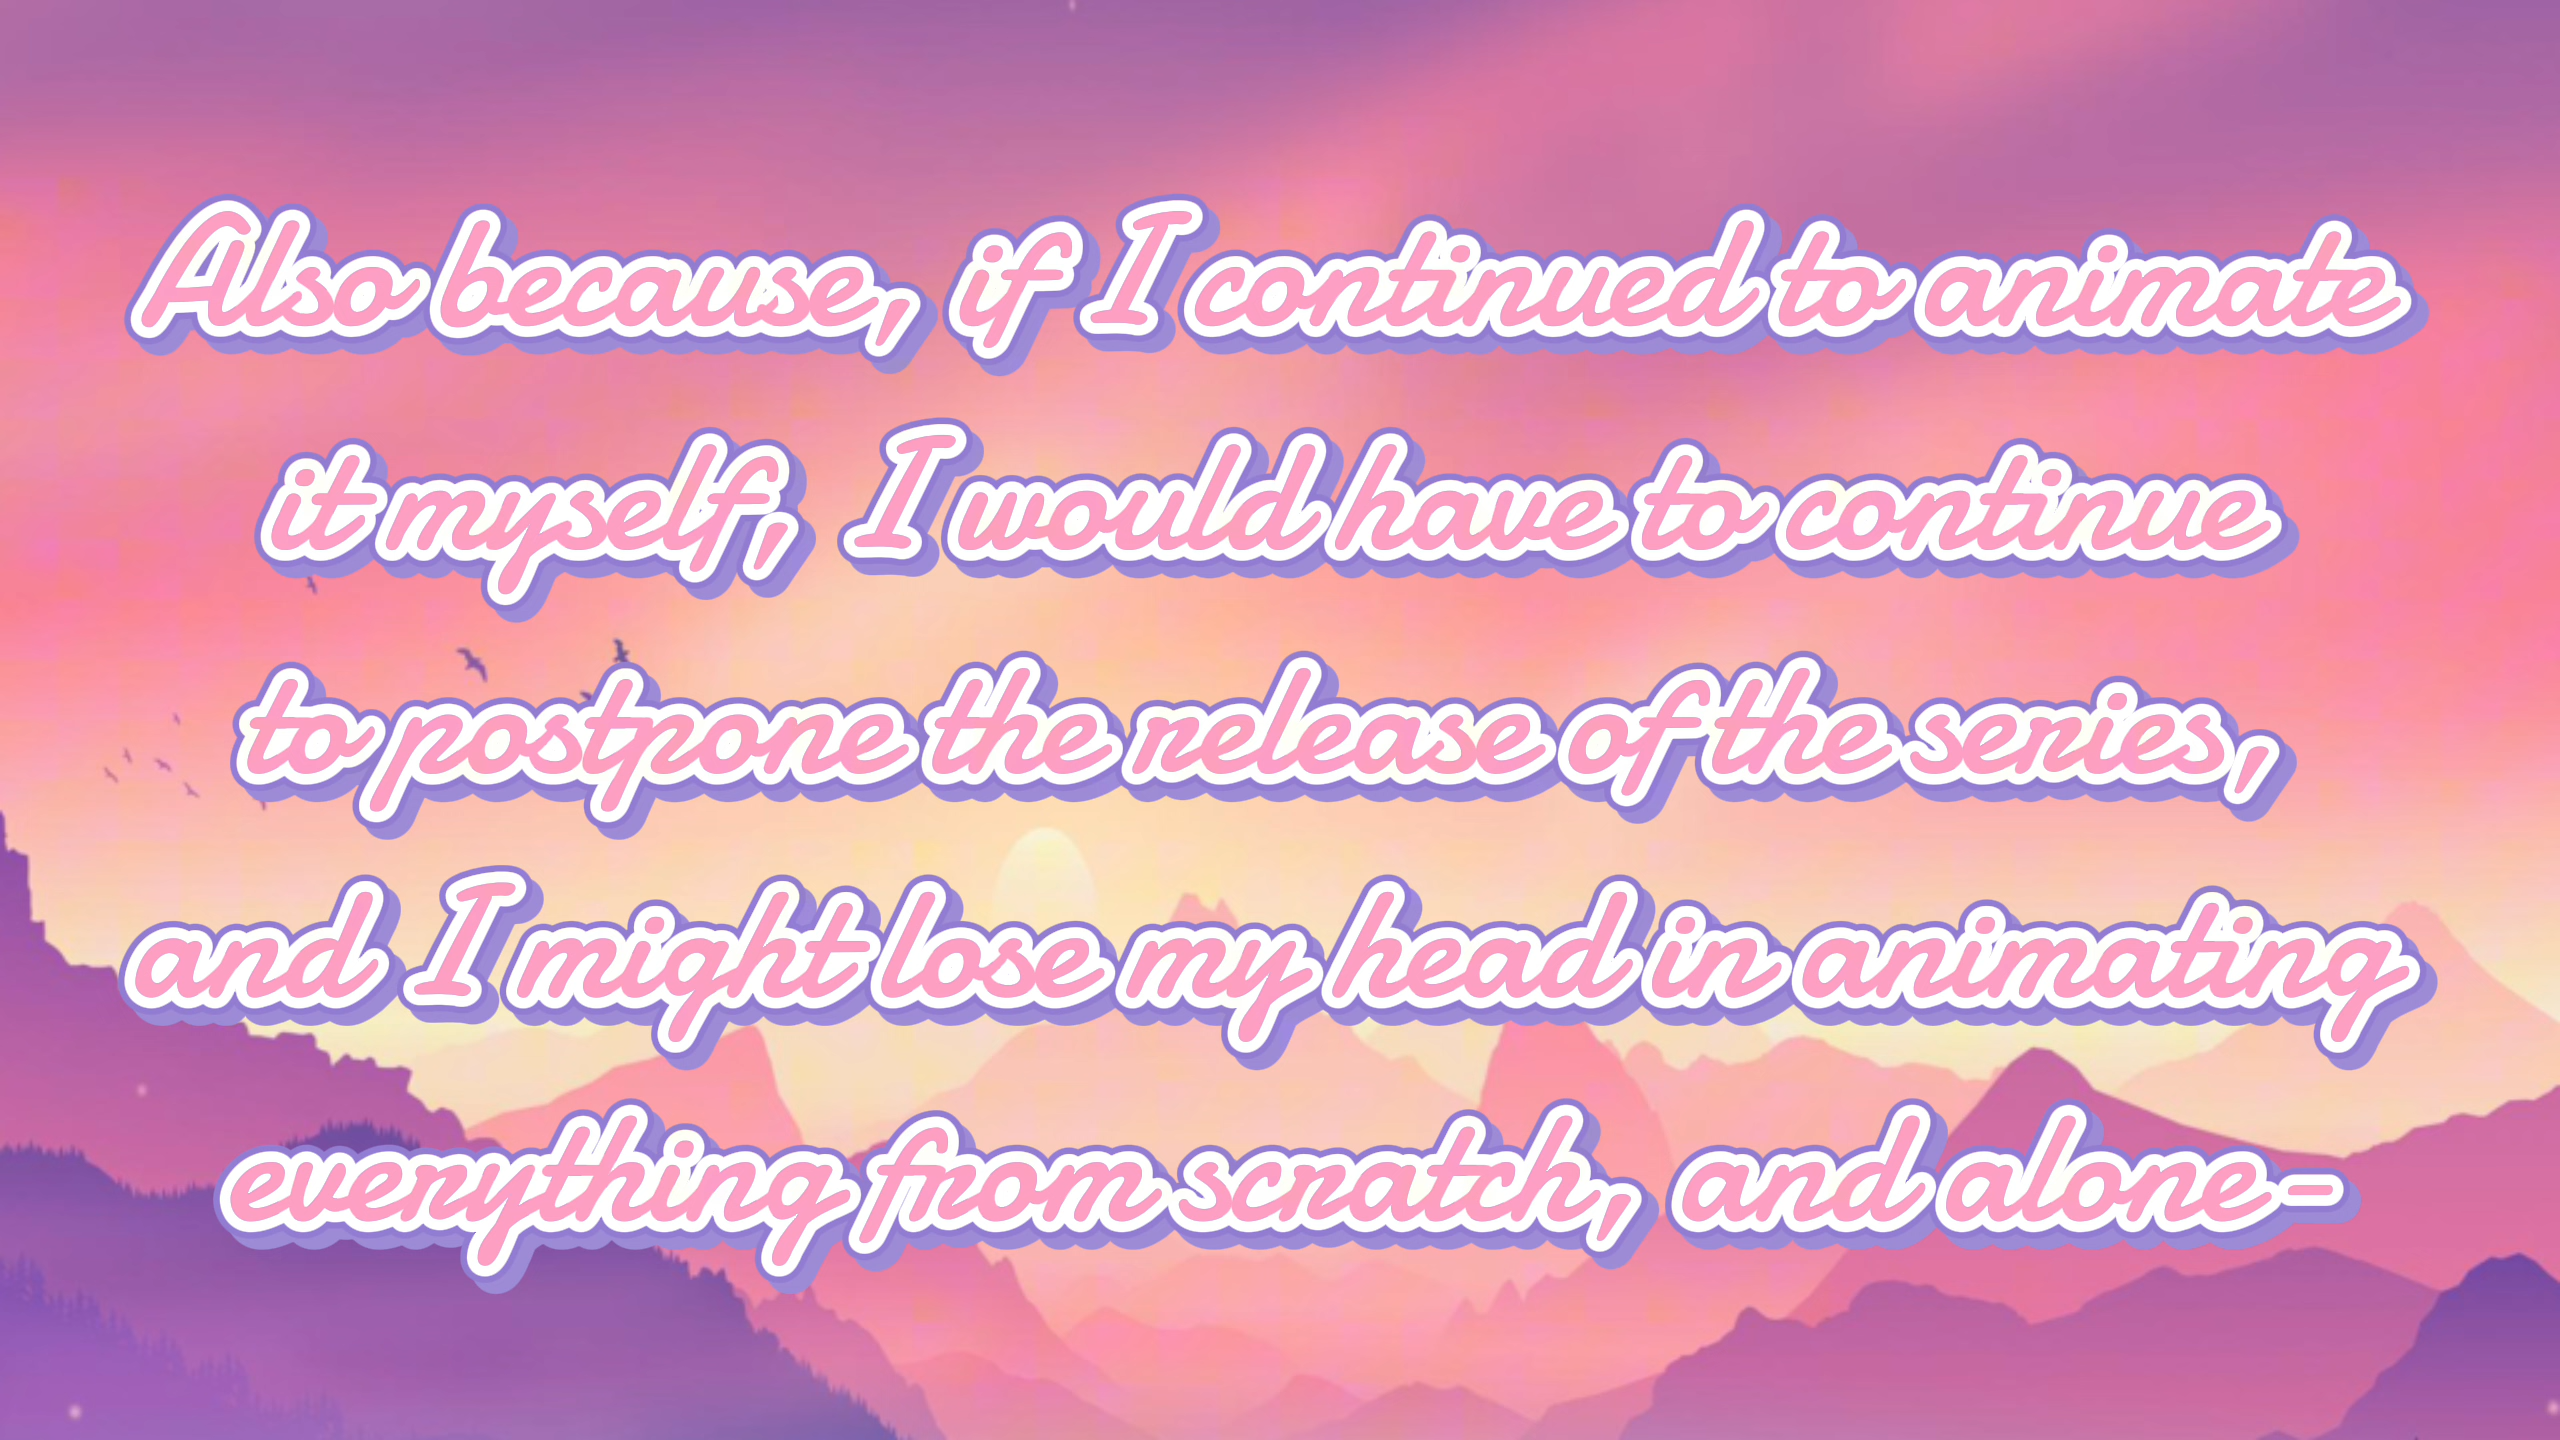 Also because, if I continued to animate
it myself, I would have to continue
to postpone the release of the series,
and I might lose my head in animating
everything from scratch, and alone-